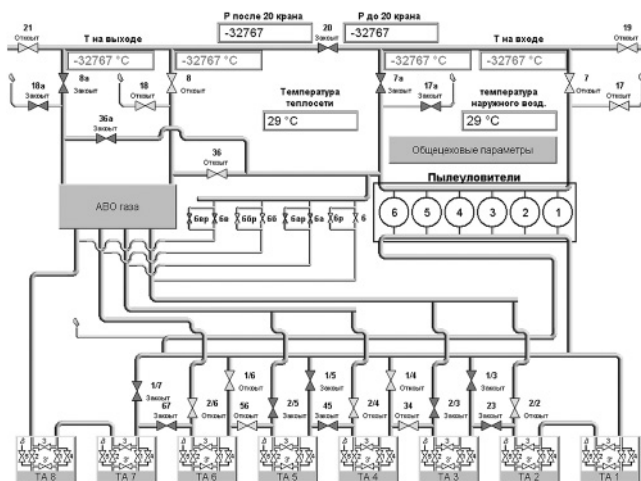 21 Открыт
Р после 20 крана
-32767
20 Закрыт
Р до 20 крана
-32767
19 Открыт
Т на выходе
Т на входе
-32767 °C
-32767 °C
-32767 °C
-32767 °C
18а Закрыт
8а Закрыт
18 Открыт
8 Открыт
7а Закрыт
17а Закрыт
7 Открыт
17 Открыт
Температура теплосети
29 °C
температура наружного возд.
29 °C
36а Закрыт
36 Открыт
Общецеховые параметры
Пылеуловители
6 5 4 3 2 1
АВО газа
6вр 6в 6бр 6б 6ар 6а 6р 6
1/7 Закрыт
1/6 Открыт
1/5 Закрыт
1/4 Открыт
1/3 Закрыт
67 Закрыт
2/6 Открыт
56 Открыт
2/5 Закрыт
45 Закрыт
2/4 Открыт
34 Открыт
2/3 Закрыт
23 Закрыт
2/2 Открыт
ТА 8
ТА 7
ТА 6
ТА 5
ТА 4
ТА 3
ТА 2
ТА 1